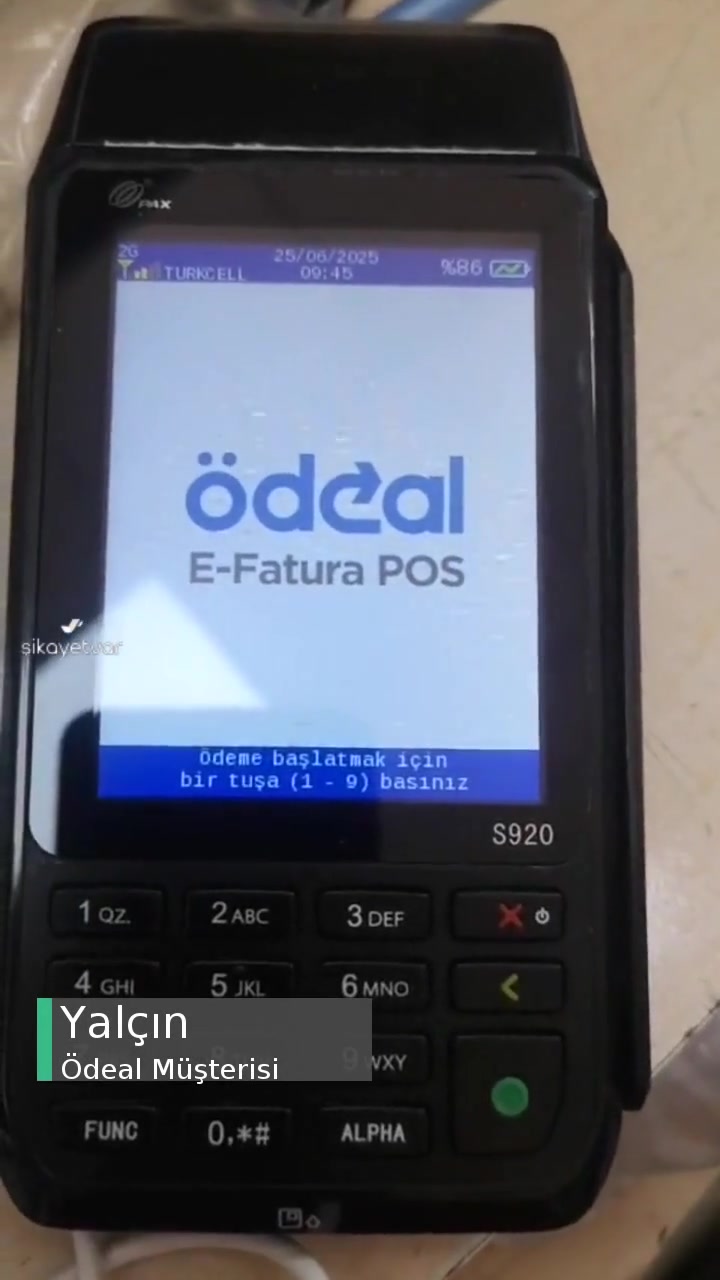 PAX
2G
25/06/2025
TURKCELL
09:45
%86
ödeal
E-Fatura POS
şikayetvar
Ödeme başlatmak için
bir tuşa (1 - 9) basınız
S920
1 QZ.
2 ABC
3 DEF
4 GHI
5 JKL
6 MNO
Yalçın
Ödeal Müşterisi
9 WXY
FUNC
0,*#
ALPHA